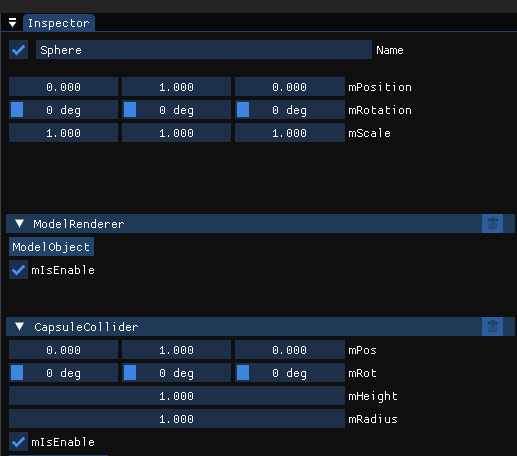 Inspector
Sphere Name
0.000 1.000 0.000 mPosition
0 deg 0 deg 0 deg mRotation
1.000 1.000 1.000 mScale
ModelRenderer
ModelObject
mIsEnable
CapsuleCollider
0.000 1.000 0.000 mPos
0 deg 0 deg 0 deg mRot
1.000 mHeight
1.000 mRadius
mIsEnable